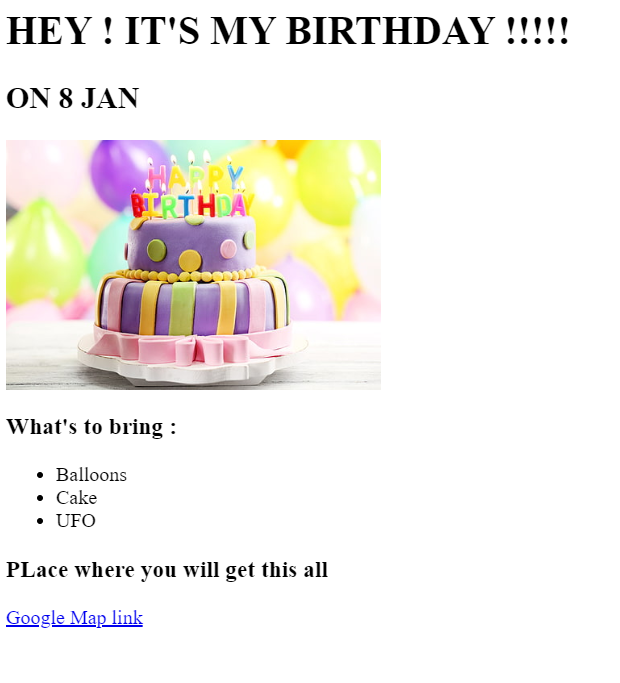 HEY ! IT'S MY BIRTHDAY !!!!!
ON 8 JAN
HAPPY
BIRTHDAY
What's to bring :
Balloons
Cake
UFO
PLace where you will get this all
Google Map link